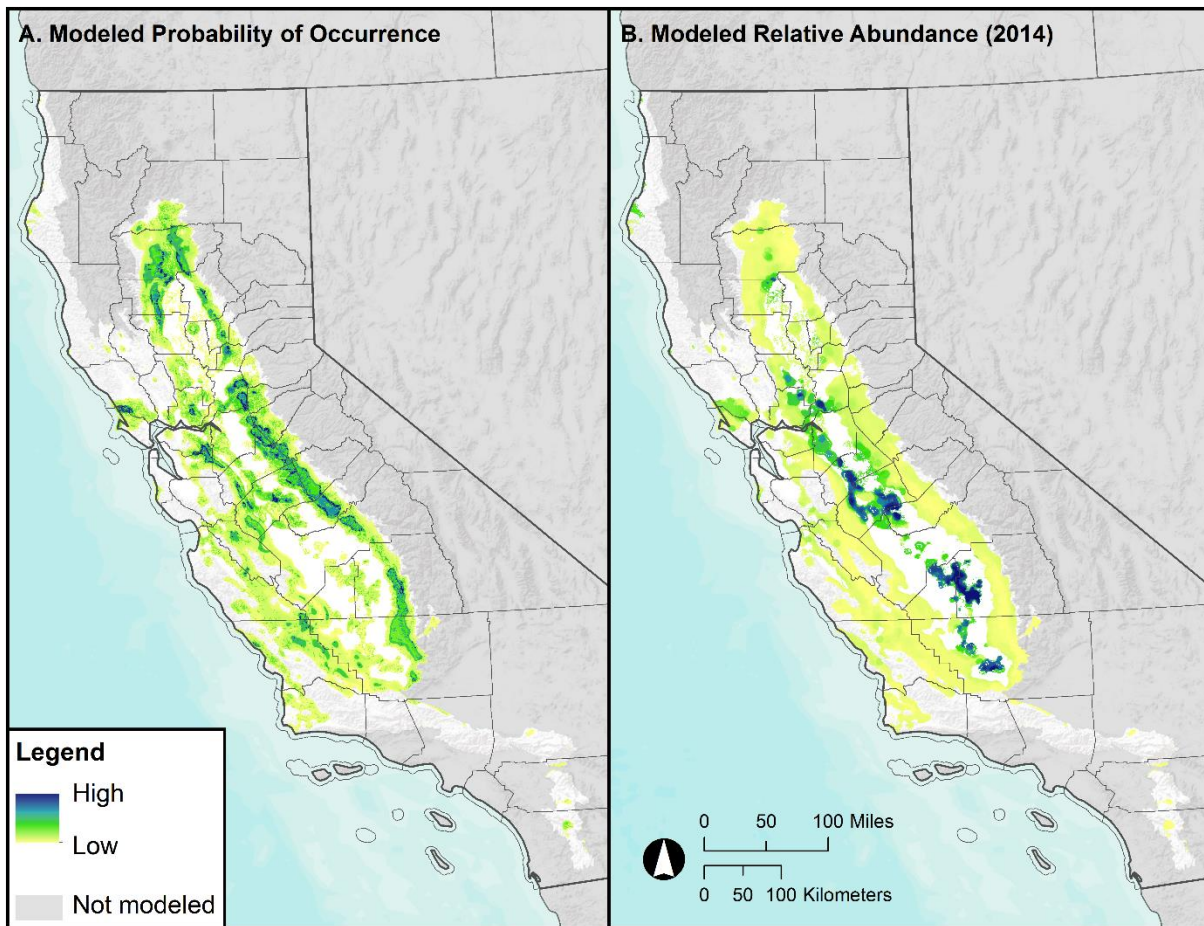 A. Modeled Probability of Occurrence
B. Modeled Relative Abundance (2014)
Legend
High
Low
Not modeled
0 50 100 Miles
0 50 100 Kilometers